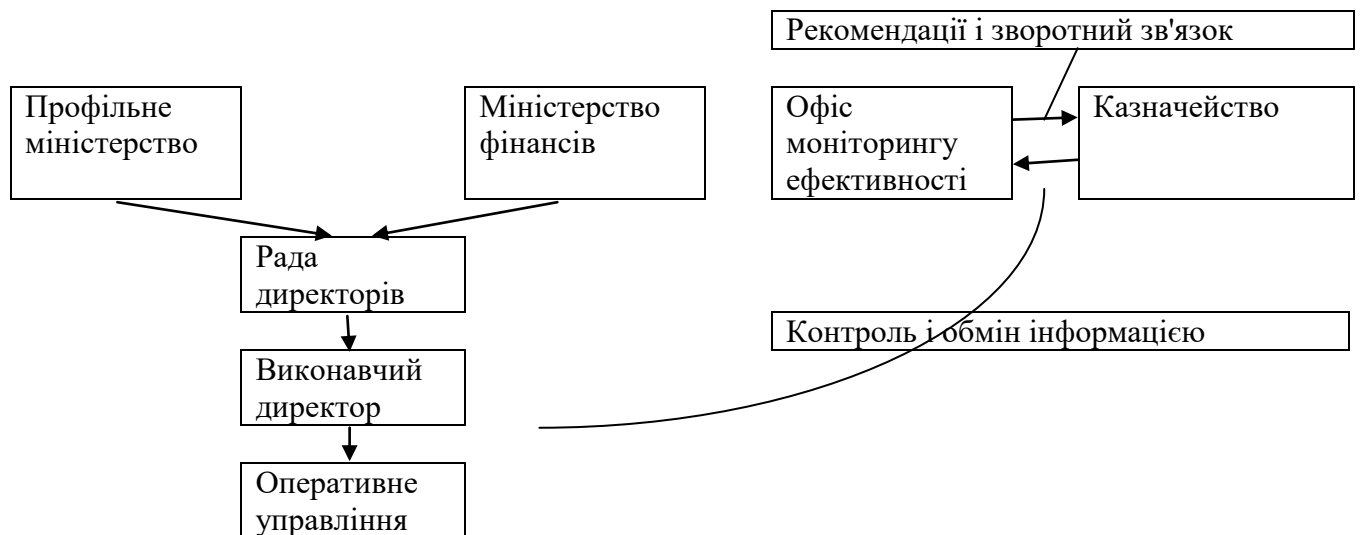 Рекомендації і зворотний зв'язок
Профільне
міністерство
Міністерство
фінансів
Офіс
моніторингу
ефективності
Казначейство
Рада
директорів
Контроль і обмін інформацією
Виконавчий
директор
Оперативне
управління